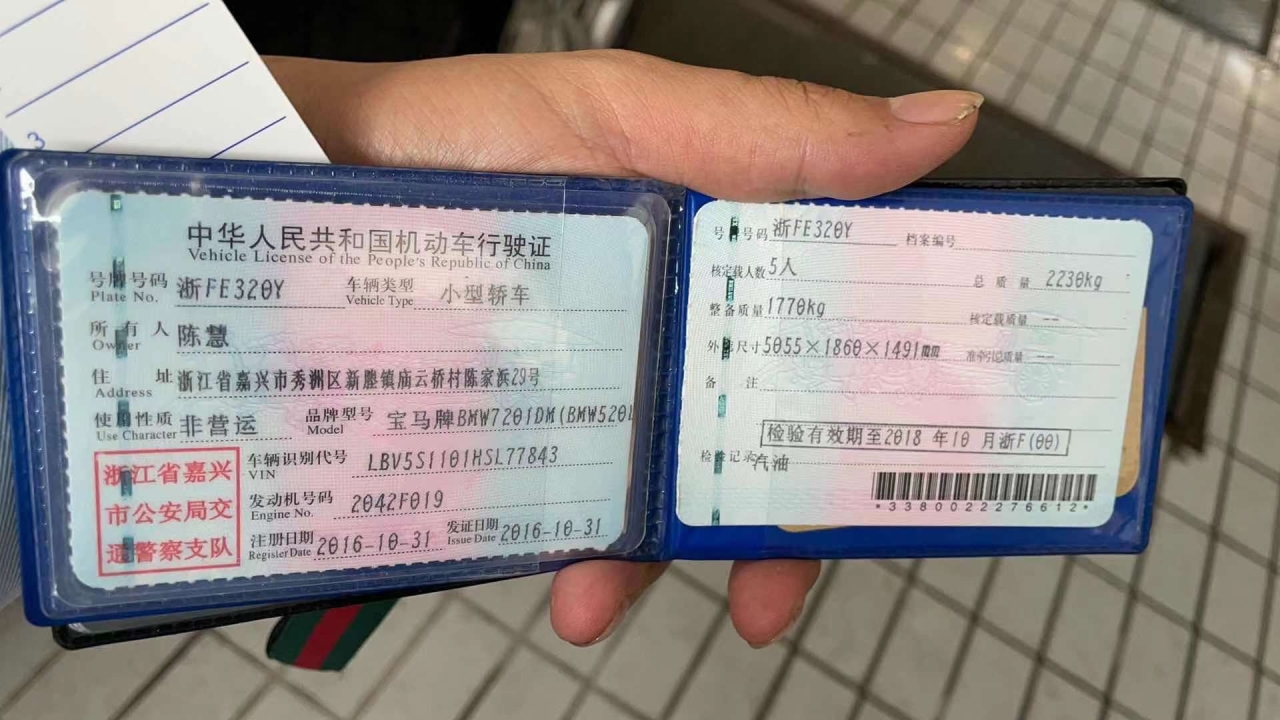 3
中华人民共和国机动车行驶证
Vehicle License of the People's Republic of China
号牌号码 浙FE320Y 车辆类型 小型轿车
Plate No. Vehicle Type
所有人 陈慧
Owner
住址 浙江省嘉兴市秀洲区新塍镇庙云桥村陈家浜29号
Address
使用性质 非营运 品牌型号 宝马牌BMW7201DM(BMW520L
Use Character Model
浙江省嘉兴
市公安局交
通警察支队
车辆识别代号 LBV5S1101HSL77843
VIN
发动机号码 2042F019
Engine No.
注册日期 2016-10-31 发证日期 2016-10-31
Register Date Issue Date
号牌号码 浙FE320Y 档案编号
核定载人数 5人 总质量 2230kg
整备质量 1770kg 核定载质量 --
外廓尺寸 5055×1860×1491mm 准牵引总质量 --
备注
检验有效期至2018年10月浙F(00)
检验记录 汽油
*3380022276612*